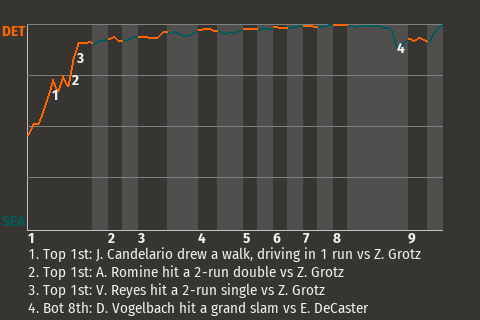 DET
1
2
3
4
SEA
1 2 3 4 5 6 7 8 9
1. Top 1st: J. Candelario drew a walk, driving in 1 run vs Z. Grotz
2. Top 1st: A. Romine hit a 2-run double vs Z. Grotz
3. Top 1st: V. Reyes hit a 2-run single vs Z. Grotz
4. Bot 8th: D. Vogelbach hit a grand slam vs E. DeCaster